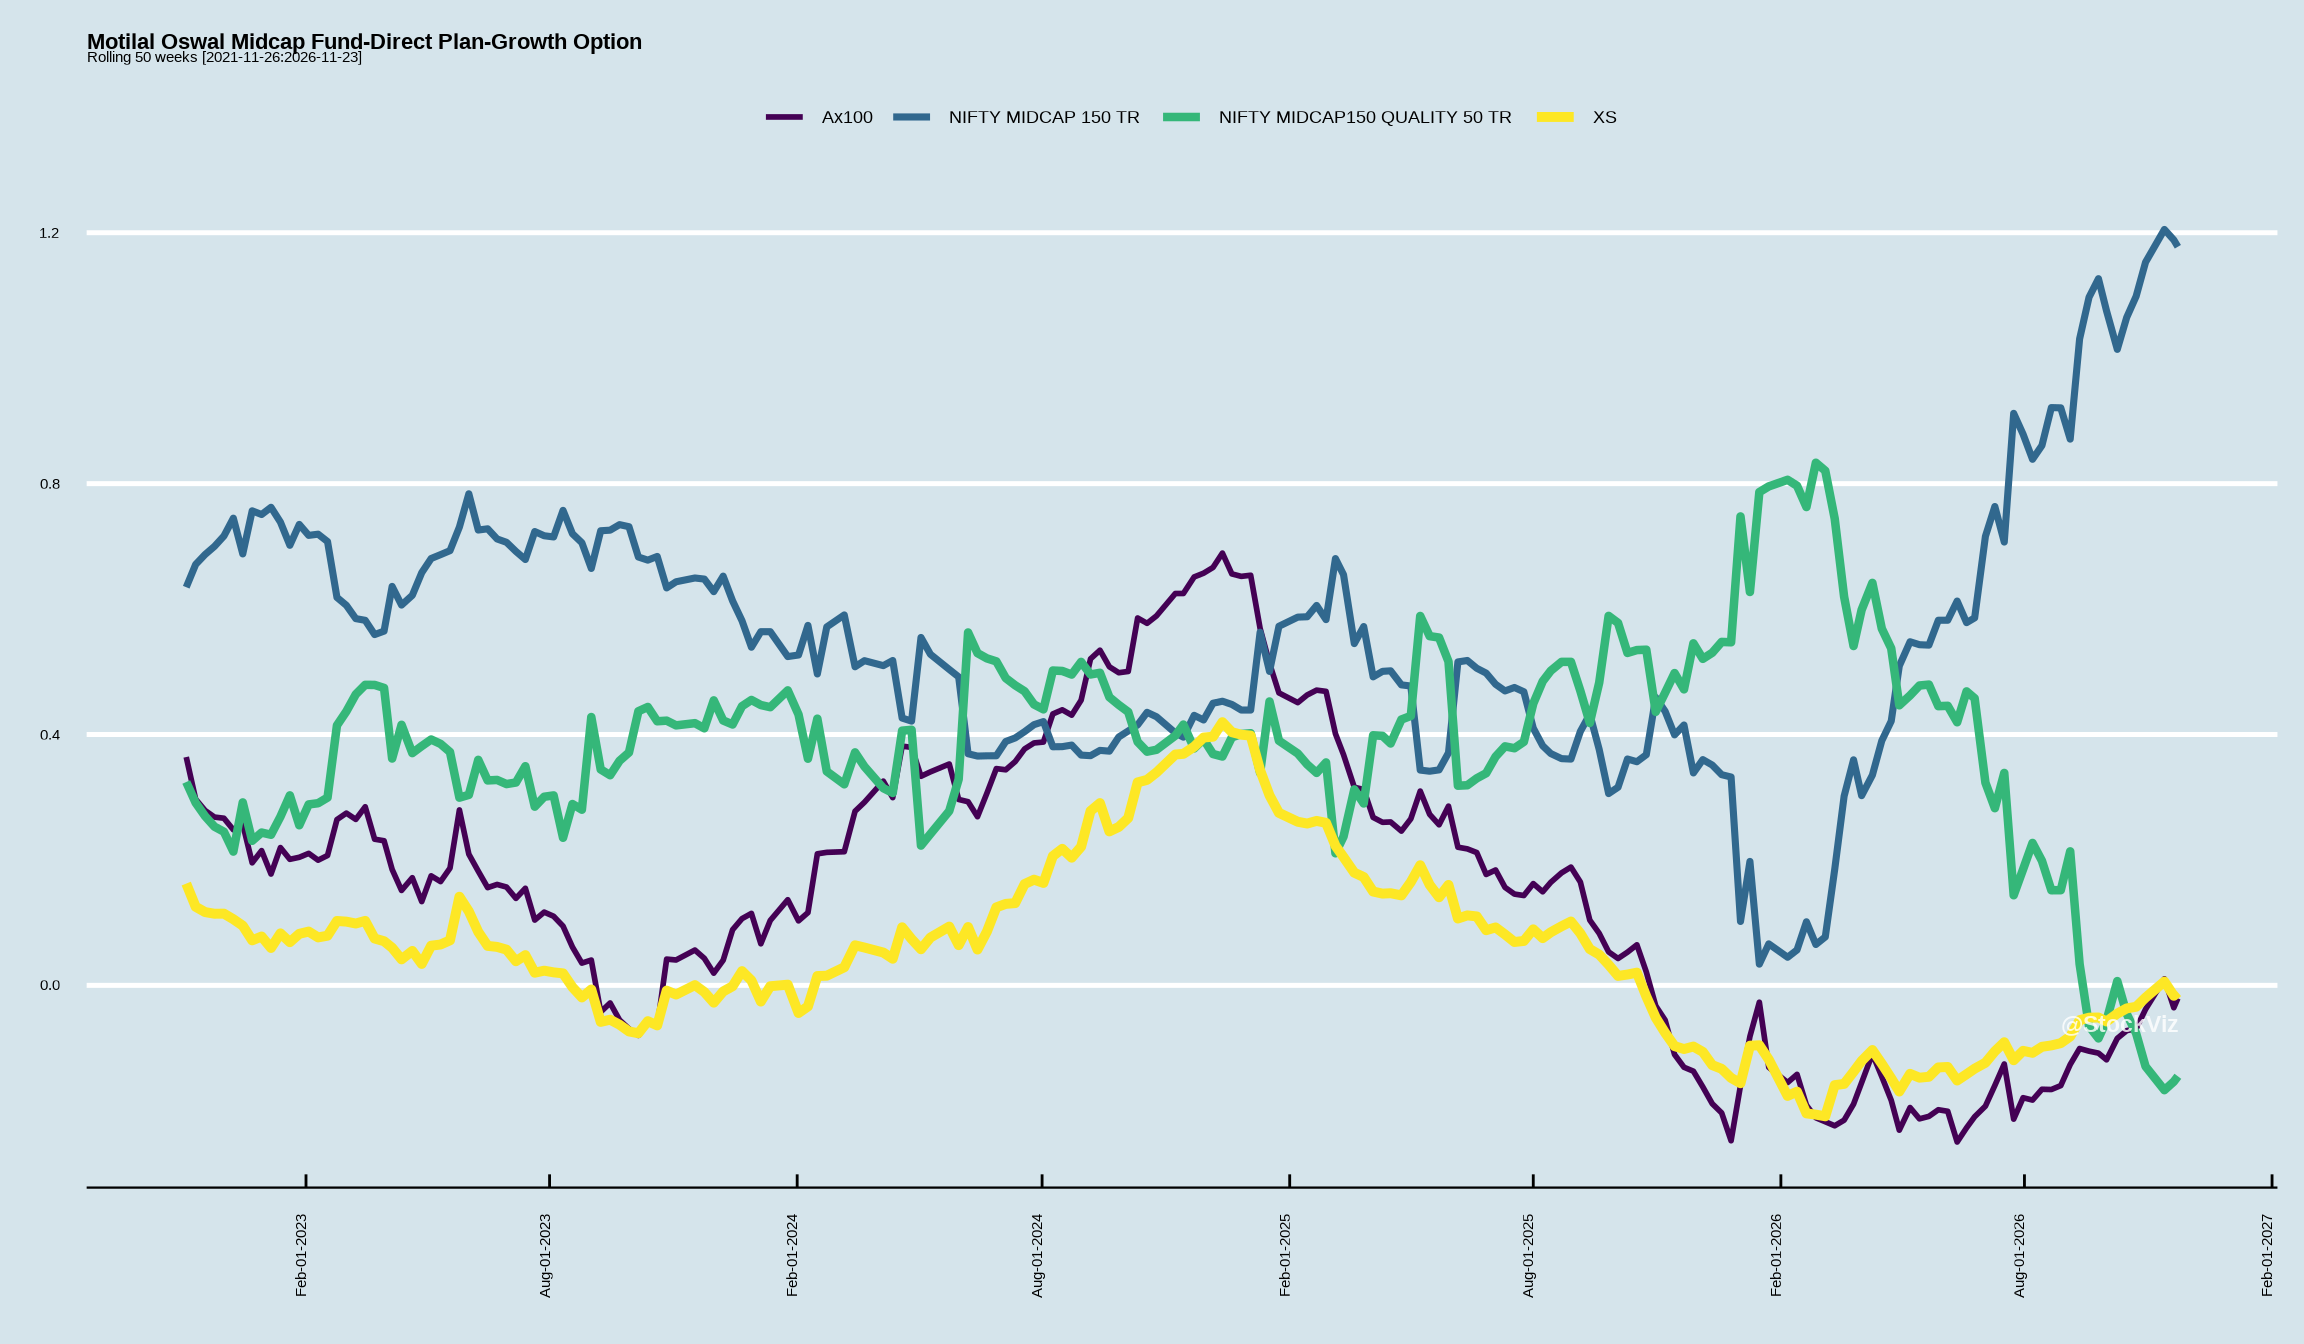 Motilal Oswal Midcap Fund-Direct Plan-Growth Option
Rolling 50 weeks [2021-11-26:2026-11-23]
Ax100 NIFTY MIDCAP 150 TR NIFTY MIDCAP150 QUALITY 50 TR XS
1.2
0.8
0.4
0.0
@StockViz
Feb-01-2023 Aug-01-2023 Feb-01-2024 Aug-01-2024 Feb-01-2025 Aug-01-2025 Feb-01-2026 Aug-01-2026 Feb-01-2027